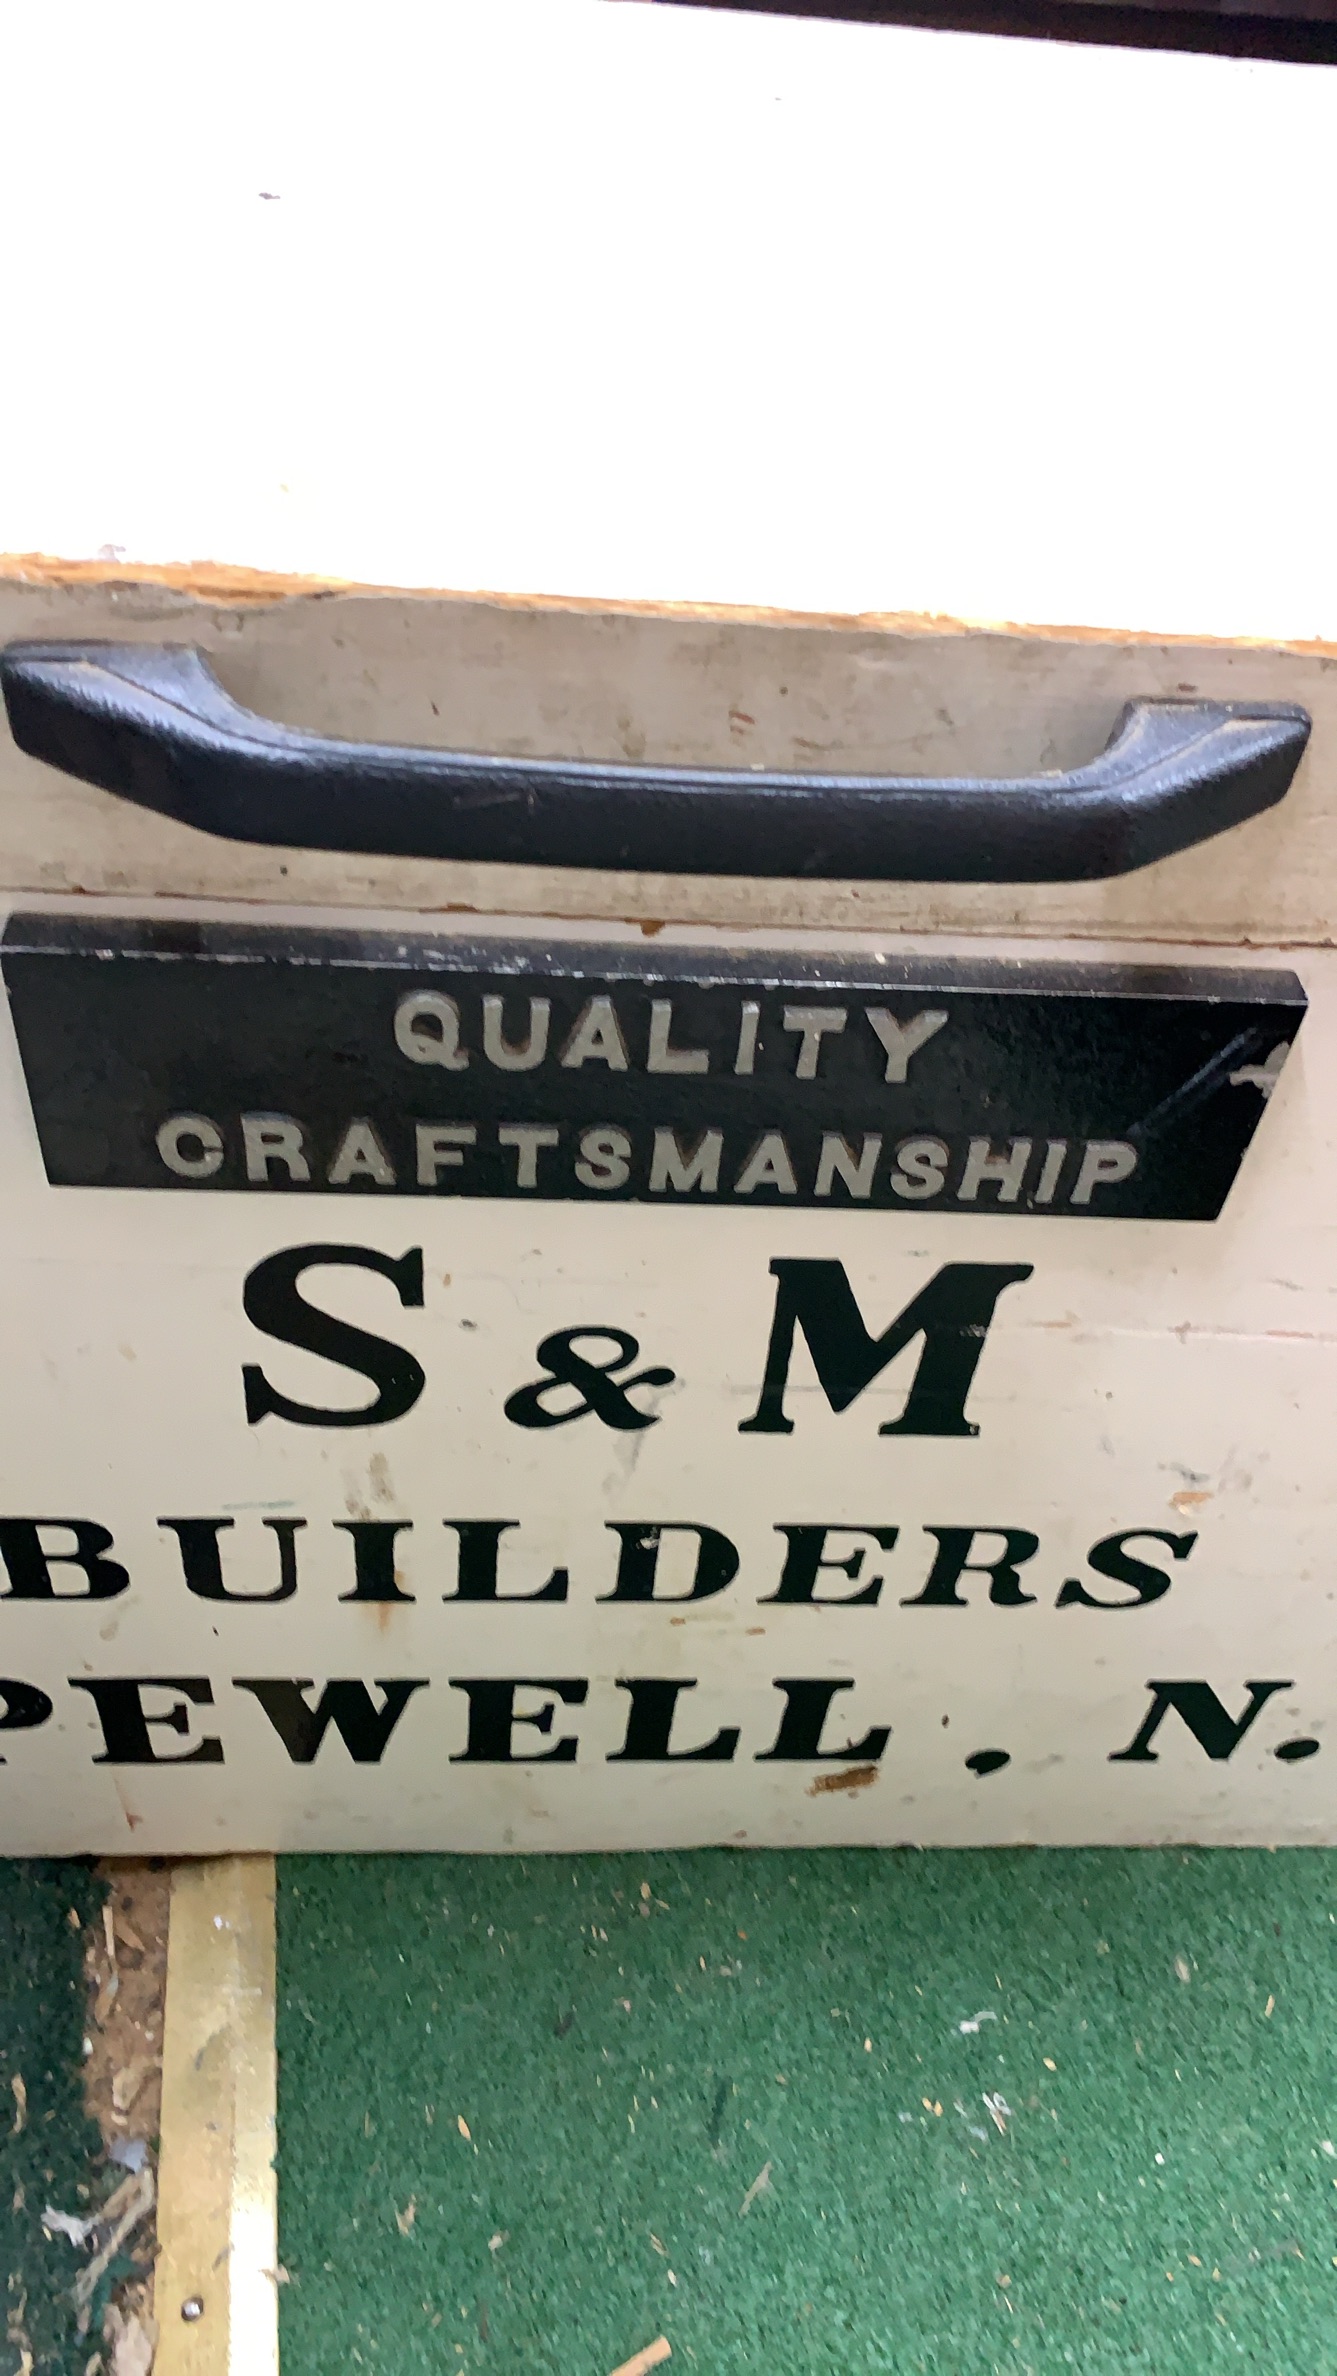 QUALITY
CRAFTSMANSHIP
S & M
BUILDERS
PEWELL, N.